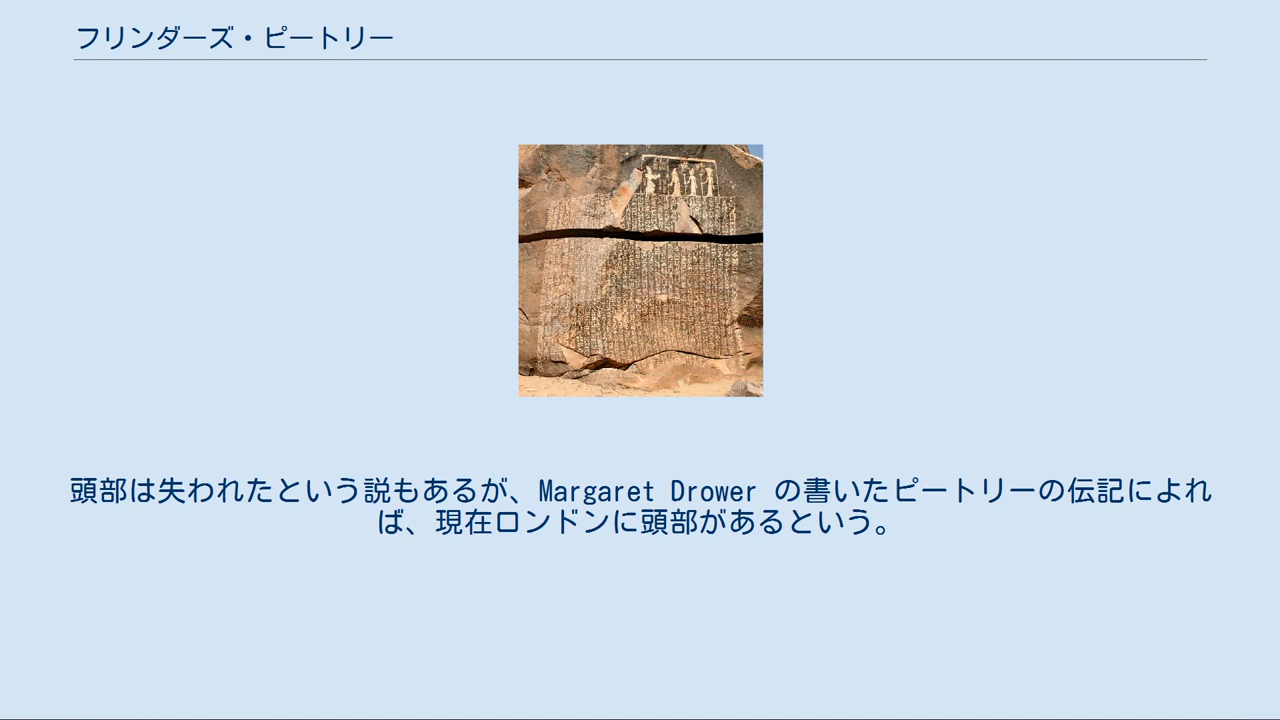 フリンダーズ・ピートリー
頭部は失われたという説もあるが、Margaret Drower の書いたピートリーの伝記によれ
ば、現在ロンドンに頭部があるという。